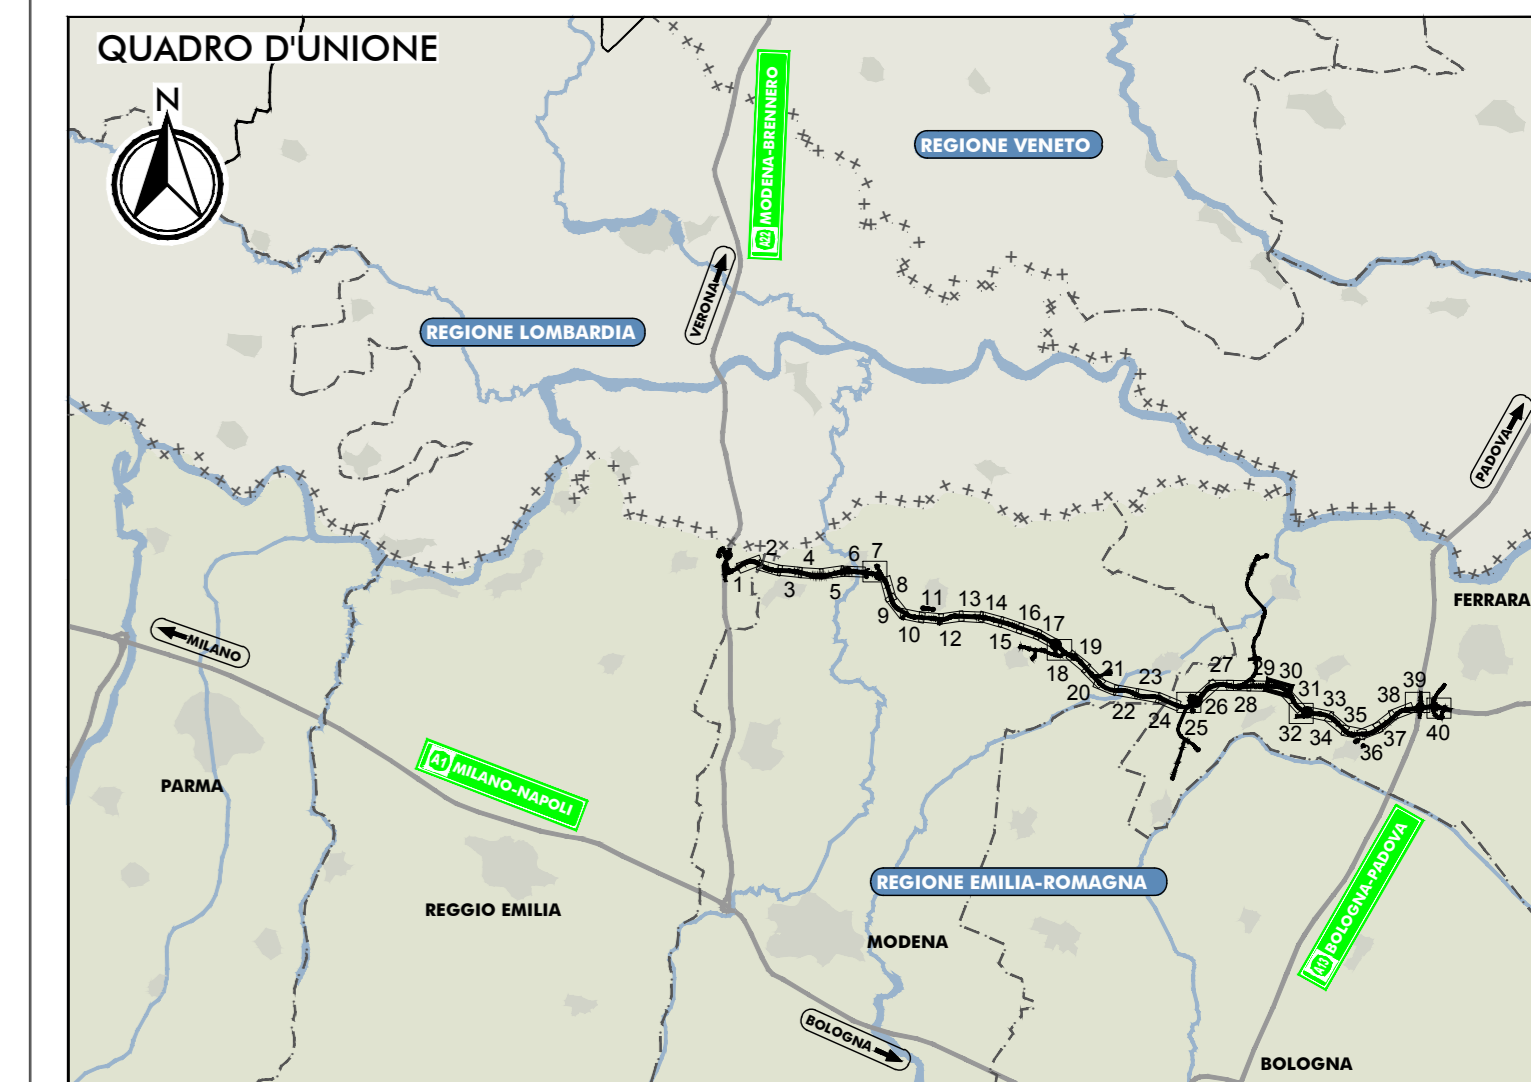 QUADRO D'UNIONE
N
A22 MODENA-BRENNERO
REGIONE VENETO
VERONA
REGIONE LOMBARDIA
PADOVA
1
2
3
4
5
6
7
8
9
10
11
12
13
14
15
16
17
18
19
20
21
22
23
24
25
26
27
28
29
30
31
32
33
34
35
36
37
38
39
40
FERRARA
MILANO
PARMA
A1 MILANO-NAPOLI
REGGIO EMILIA
REGIONE EMILIA-ROMAGNA
MODENA
A13 BOLOGNA-PADOVA
BOLOGNA
BOLOGNA